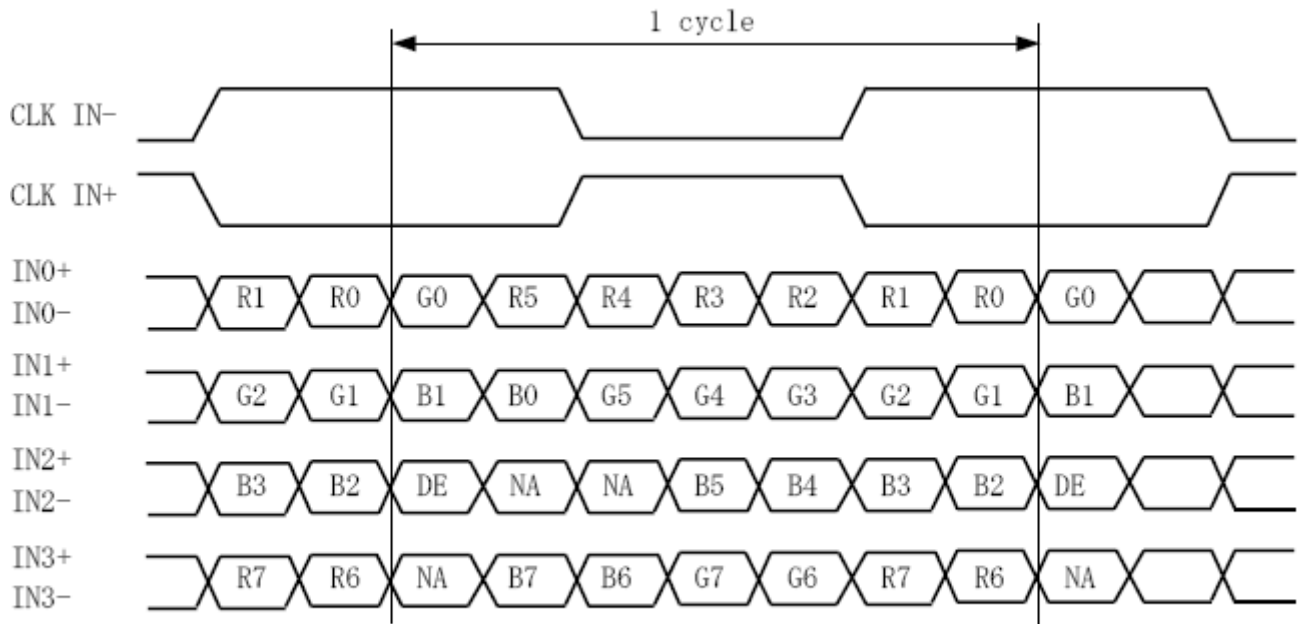 1 cycle
CLK IN-
CLK IN+
IN0+
IN0-
R1 R0 G0 R5 R4 R3 R2 R1 R0 G0
IN1+
IN1-
G2 G1 B1 B0 G5 G4 G3 G2 G1 B1
IN2+
IN2-
B3 B2 DE NA NA B5 B4 B3 B2 DE
IN3+
IN3-
R7 R6 NA B7 B6 G7 G6 R7 R6 NA